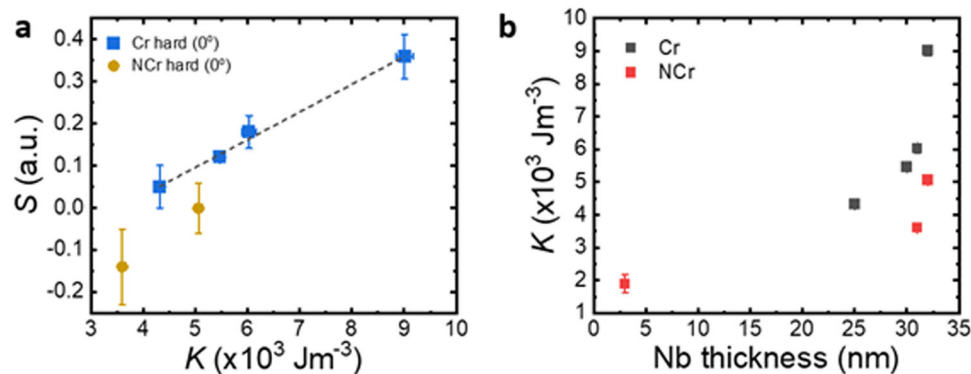 a
0.4
0.3
0.2
0.1
0.0
-0.1
-0.2
S (a.u.)
Cr hard (0°)
NCr hard (0°)
3 4 5 6 7 8 9 10
K (x10³ Jm⁻³)
b
10
9
8
7
6
5
4
3
2
1
K (x10³ Jm⁻³)
Cr
NCr
0 5 10 15 20 25 30 35
Nb thickness (nm)